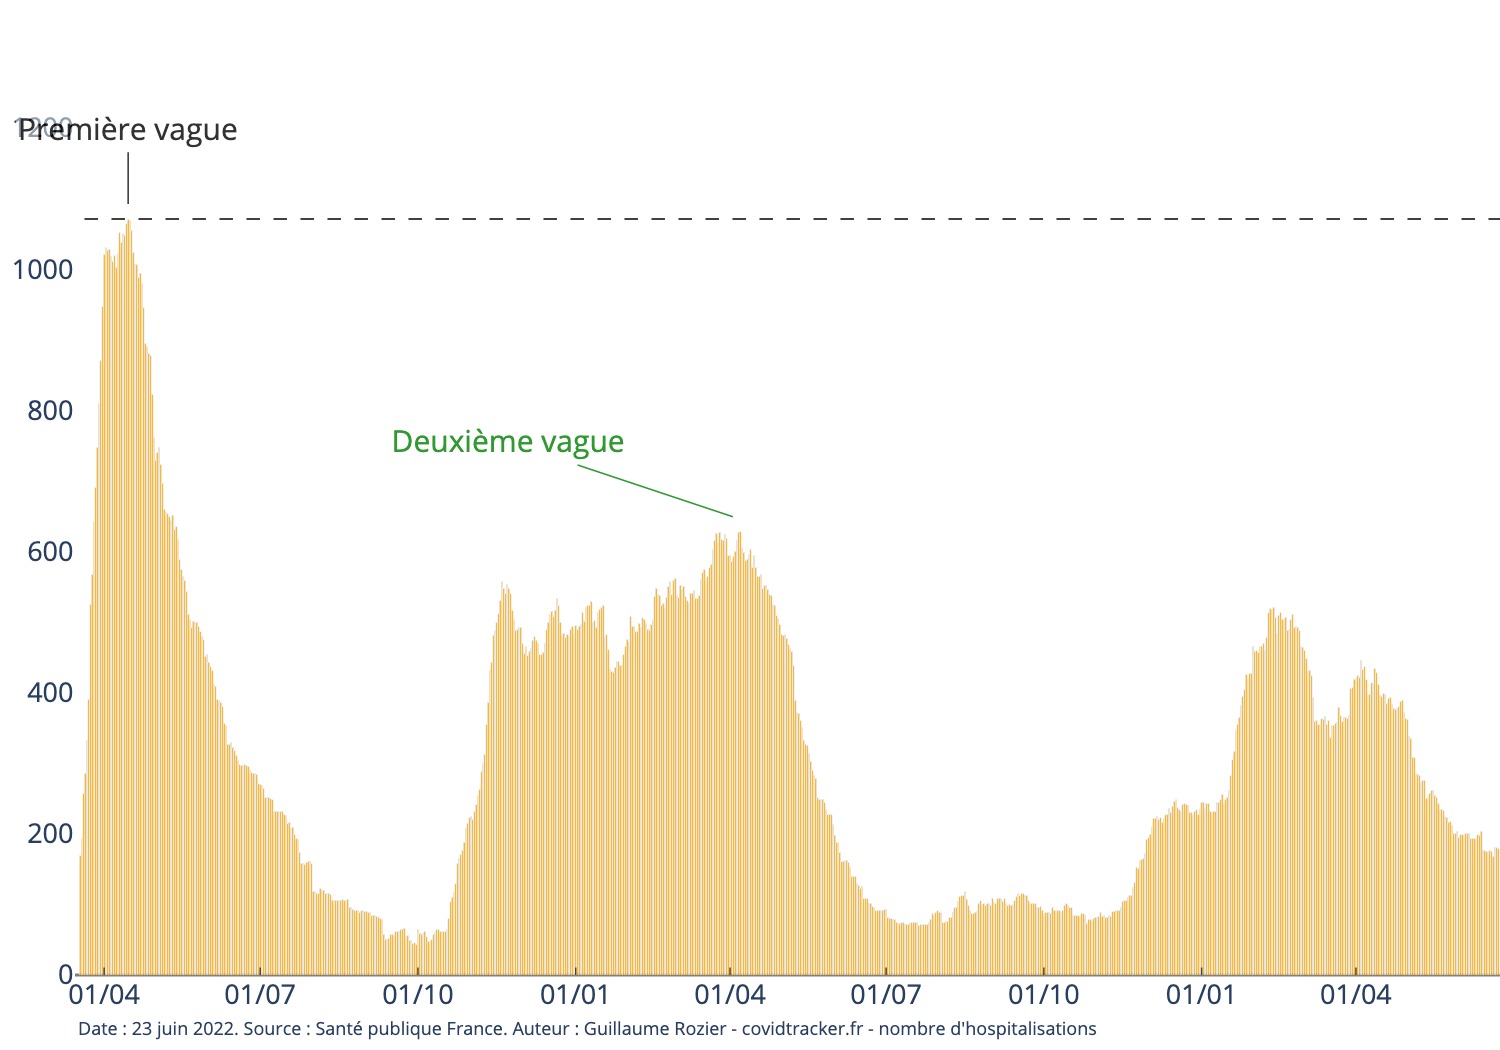 1200
Première vague
1000
800
Deuxième vague
600
400
200
0
01/04 01/07 01/10 01/01 01/04 01/07 01/10 01/01 01/04
Date : 23 juin 2022. Source : Santé publique France. Auteur : Guillaume Rozier - covidtracker.fr - nombre d'hospitalisations